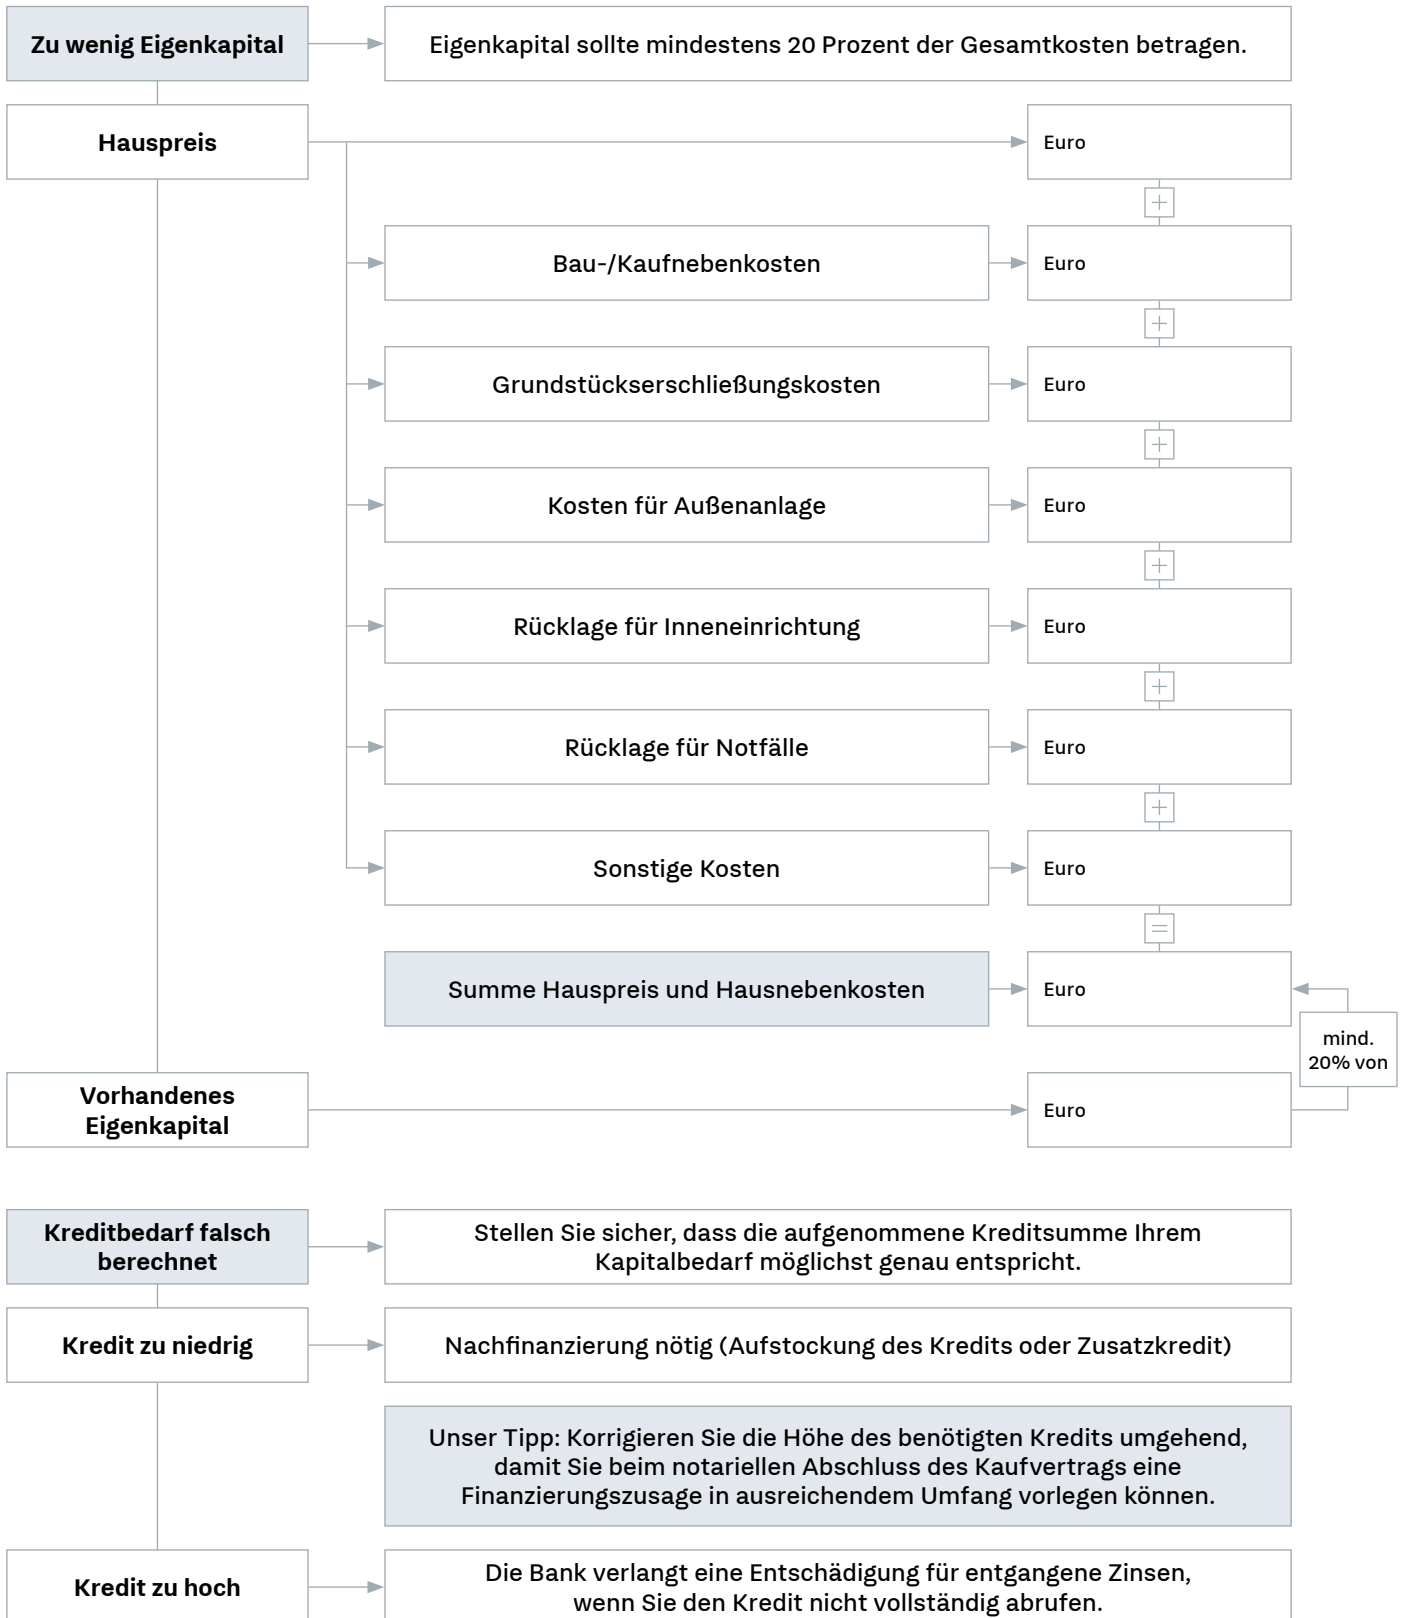 Zu wenig Eigenkapital
Eigenkapital sollte mindestens 20 Prozent der Gesamtkosten betragen.
Hauspreis
Euro
+
Bau-/Kaufnebenkosten
Euro
+
Grundstückserschließungskosten
Euro
+
Kosten für Außenanlage
Euro
+
Rücklage für Inneneinrichtung
Euro
+
Rücklage für Notfälle
Euro
+
Sonstige Kosten
Euro
=
Summe Hauspreis und Hausnebenkosten
Euro
mind.
20% von
Vorhandenes
Eigenkapital
Euro
Kreditbedarf falsch
berechnet
Stellen Sie sicher, dass die aufgenommene Kreditsumme Ihrem
Kapitalbedarf möglichst genau entspricht.
Kredit zu niedrig
Nachfinanzierung nötig (Aufstockung des Kredits oder Zusatzkredit)
Unser Tipp: Korrigieren Sie die Höhe des benötigten Kredits umgehend,
damit Sie beim notariellen Abschluss des Kaufvertrags eine
Finanzierungszusage in ausreichendem Umfang vorlegen können.
Kredit zu hoch
Die Bank verlangt eine Entschädigung für entgangene Zinsen,
wenn Sie den Kredit nicht vollständig abrufen.